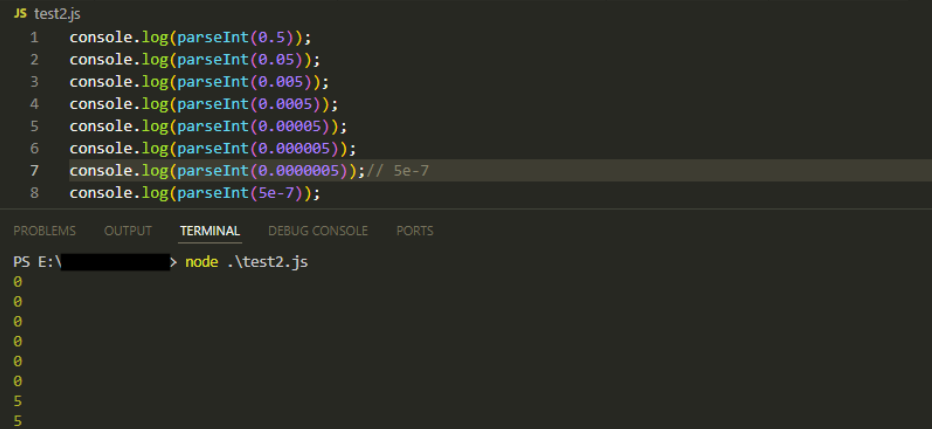 JS test2.js
1 console.log(parseInt(0.5));
2 console.log(parseInt(0.05));
3 console.log(parseInt(0.005));
4 console.log(parseInt(0.0005));
5 console.log(parseInt(0.00005));
6 console.log(parseInt(0.000005));
7 console.log(parseInt(0.0000005));// 5e-7
8 console.log(parseInt(5e-7));
PROBLEMS OUTPUT TERMINAL DEBUG CONSOLE PORTS
PS E:\ > node .\test2.js
0
0
0
0
0
0
5
5